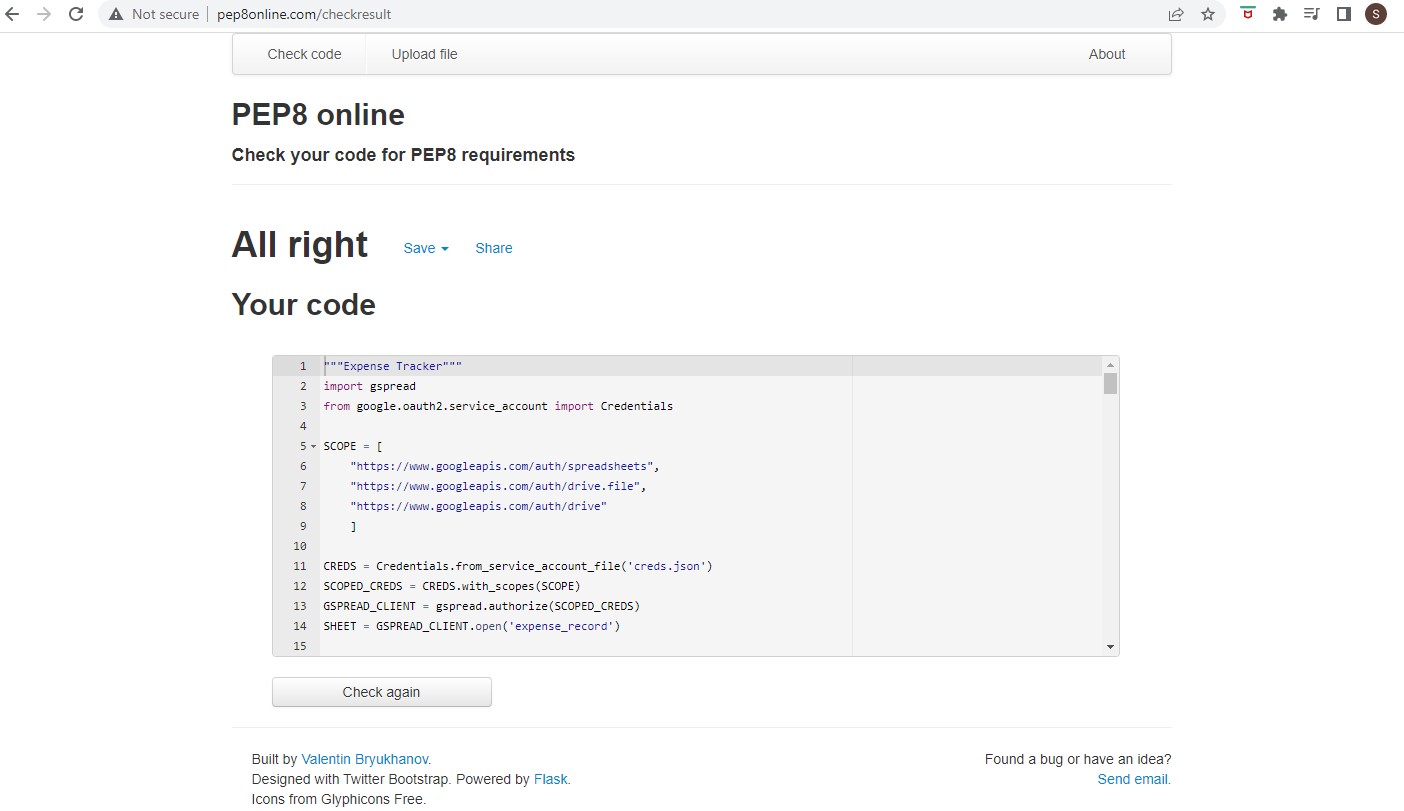 Not secure | pep8online.com/checkresult
S
Check code Upload file About
PEP8 online
Check your code for PEP8 requirements
All right Save Share
Your code
1 """Expense Tracker"""
2 import gspread
3 from google.oauth2.service_account import Credentials
4
5 SCOPE = [
6     "https://www.googleapis.com/auth/spreadsheets",
7     "https://www.googleapis.com/auth/drive.file",
8     "https://www.googleapis.com/auth/drive"
9     ]
10
11 CREDS = Credentials.from_service_account_file('creds.json')
12 SCOPED_CREDS = CREDS.with_scopes(SCOPE)
13 GSPREAD_CLIENT = gspread.authorize(SCOPED_CREDS)
14 SHEET = GSPREAD_CLIENT.open('expense_record')
15
Check again
Built by Valentin Bryukhanov.
Designed with Twitter Bootstrap. Powered by Flask.
Icons from Glyphicons Free.
Found a bug or have an idea?
Send email.